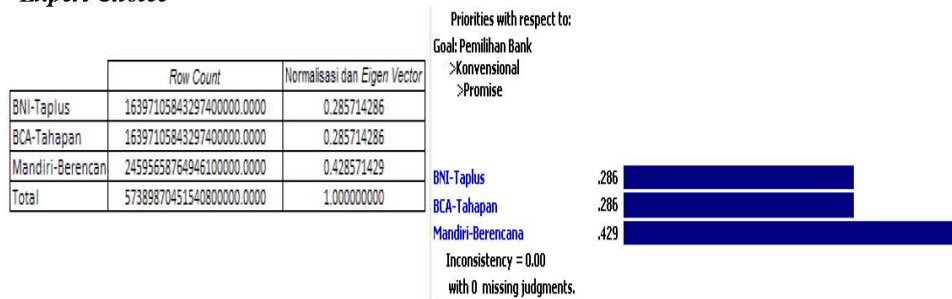 Expert Choice
Row Count Normalisasi dan Eigen Vector
BNI-Taplus 16397105843297400000.0000 0.285714286
BCA-Tahapan 16397105843297400000.0000 0.285714286
Mandiri-Berencan 24595658764946100000.0000 0.428571429
Total 57389870451540800000.0000 1.000000000
Priorities with respect to:
Goal: Pemilihan Bank
>Konvensional
>Promise
BNI-Taplus .286
BCA-Tahapan .286
Mandiri-Berencana .429
Inconsistency = 0.00
with 0 missing judgments.